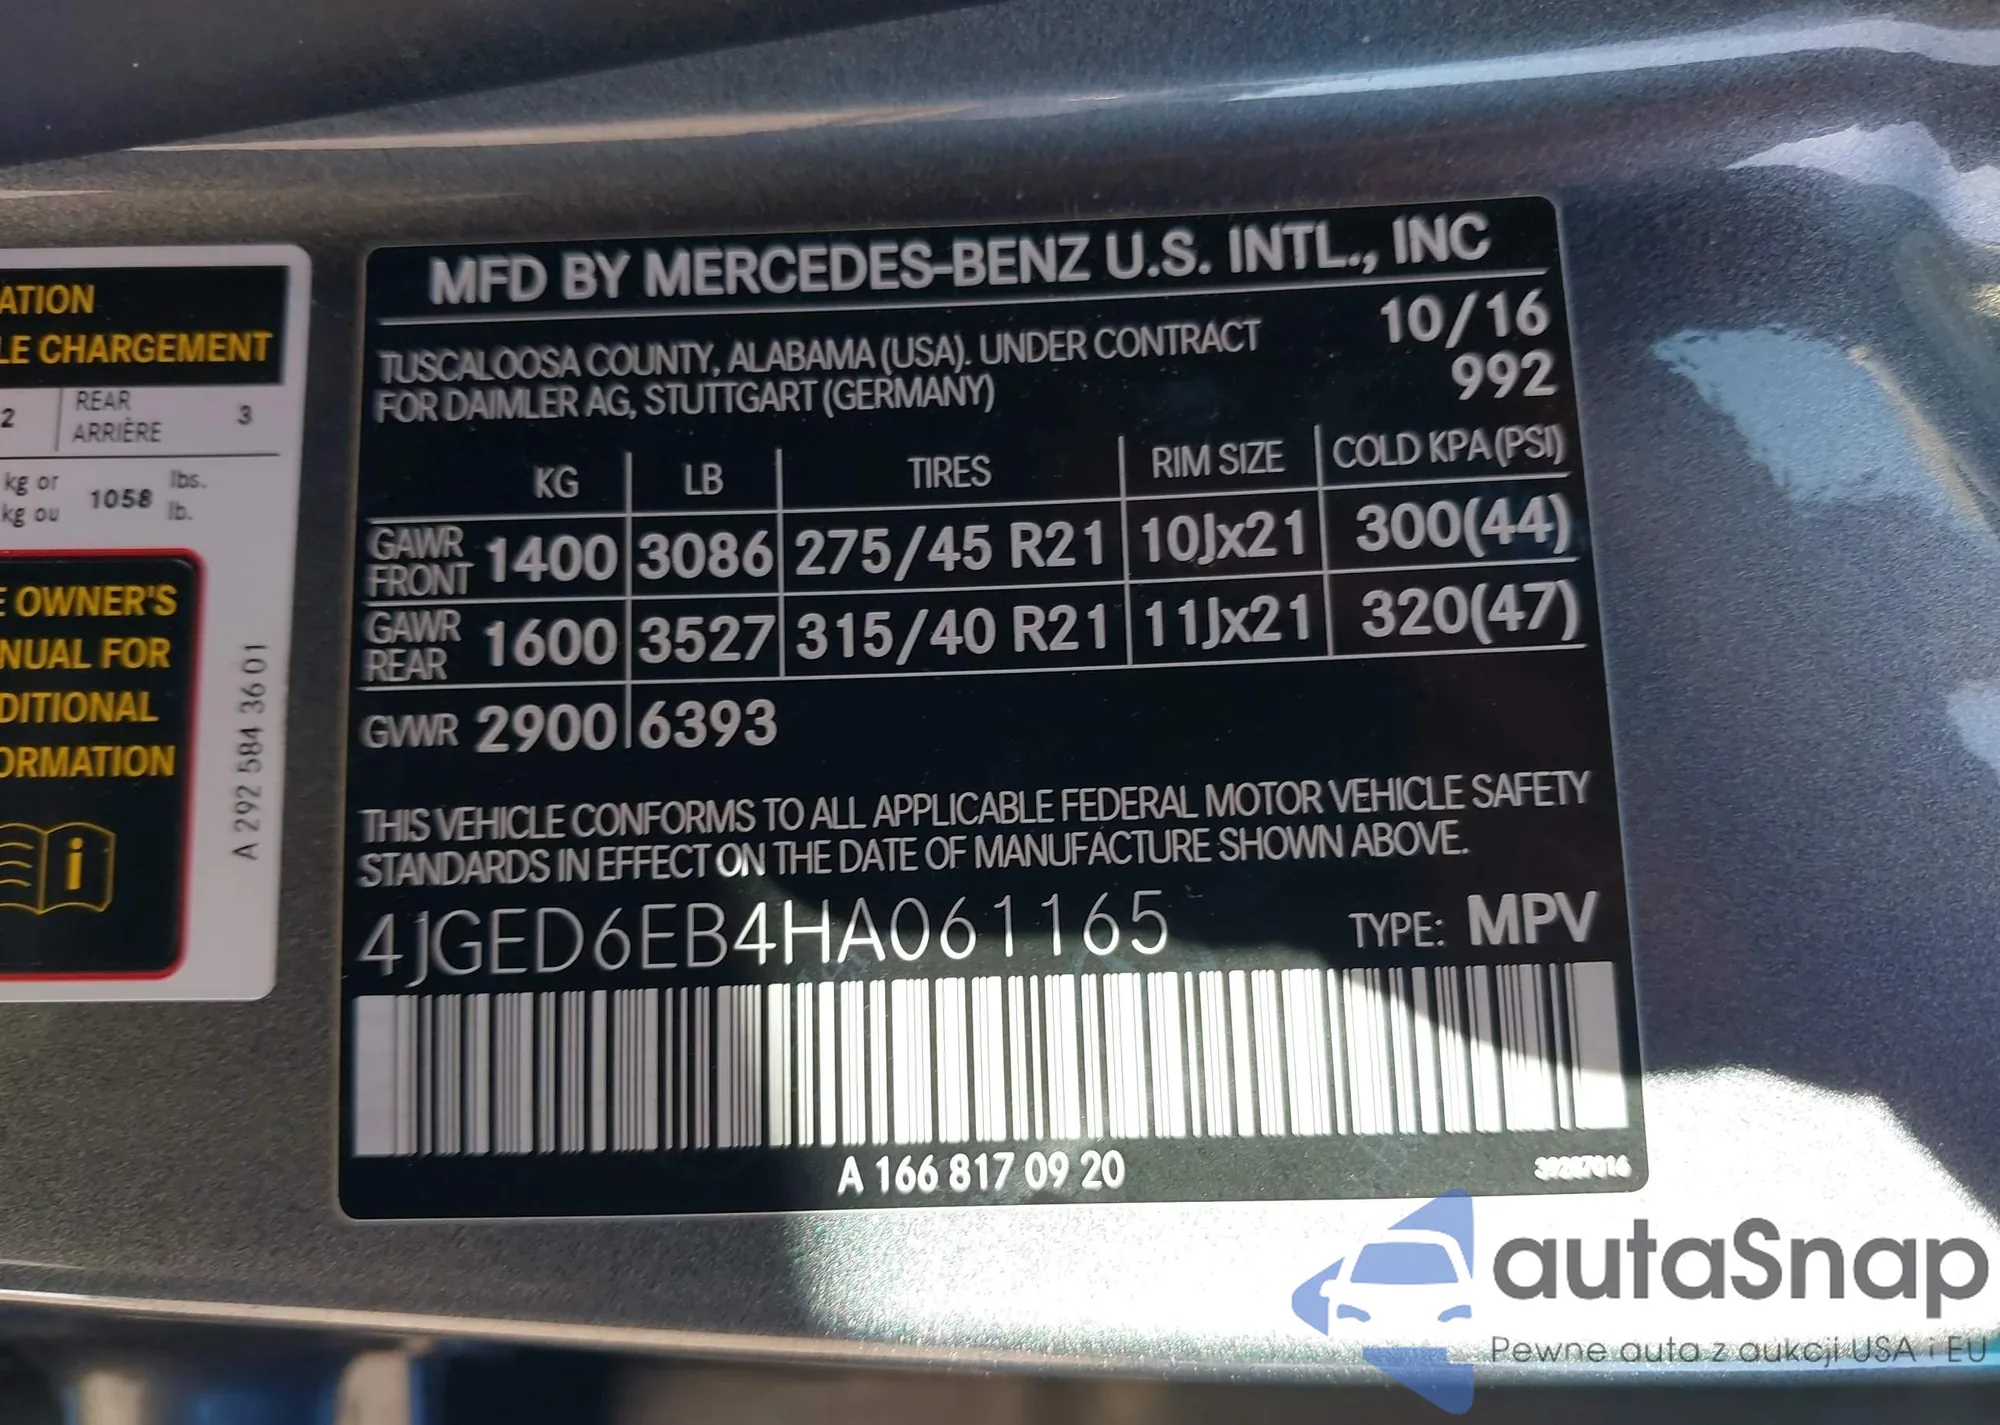 ATION
LE CHARGEMENT
2 REAR ARRIÈRE 3
kg or kg ou 1058 lbs. lb.
E OWNER'S
NUAL FOR
DITIONAL
ORMATION
A 292 584 36 01
MFD BY MERCEDES-BENZ U.S. INTL., INC
TUSCALOOSA COUNTY, ALABAMA (USA). UNDER CONTRACT 10/16
FOR DAIMLER AG, STUTTGART (GERMANY) 992
KG LB TIRES RIM SIZE COLD KPA (PSI)
GAWR FRONT 1400 3086 275/45 R21 10Jx21 300(44)
GAWR REAR 1600 3527 315/40 R21 11Jx21 320(47)
GVWR 2900 6393
THIS VEHICLE CONFORMS TO ALL APPLICABLE FEDERAL MOTOR VEHICLE SAFETY
STANDARDS IN EFFECT ON THE DATE OF MANUFACTURE SHOWN ABOVE.
4JGED6EB4HA061165 TYPE: MPV
A 166 817 09 20
autaSnap
Pewne auta z aukcji USA i EU